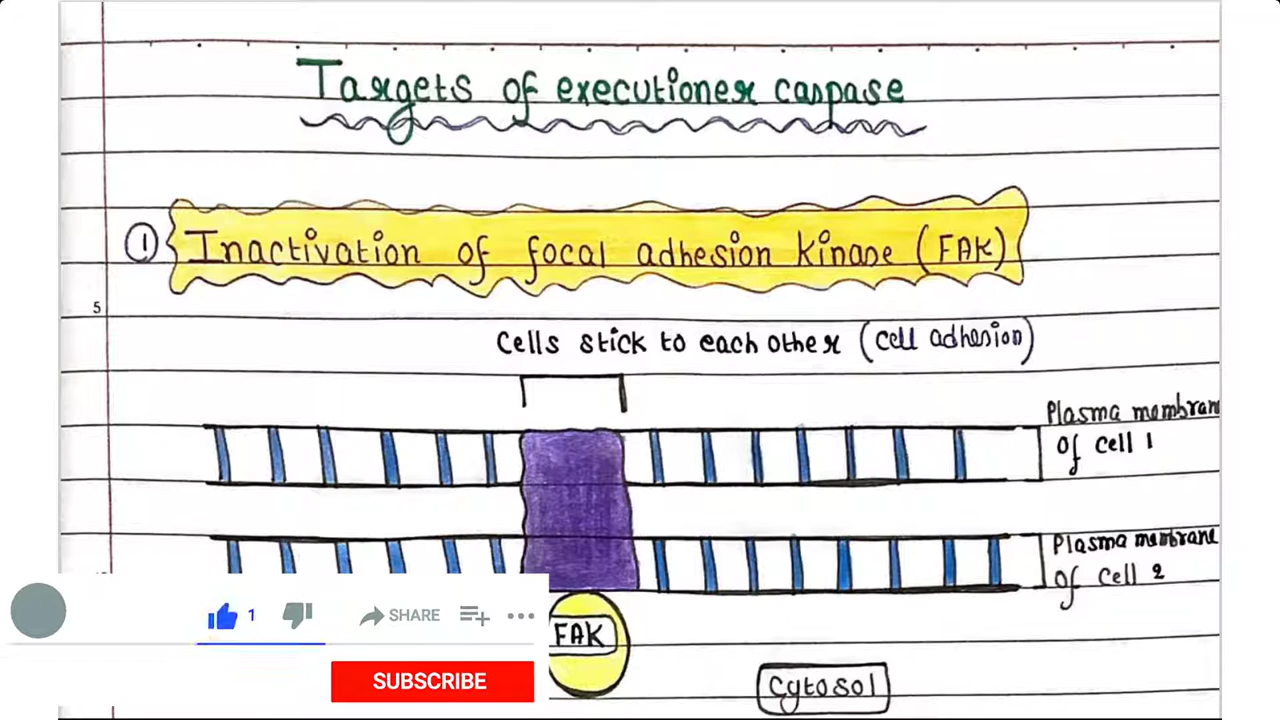 Targets of executioner caspase
① Inactivation of focal adhesion kinase (FAK)
5
Cells stick to each other (cell adhesion)
Plasma membran
of cell 1
Plasma membrane
of cell 2
1
SHARE
FAK
SUBSCRIBE
Cytosol